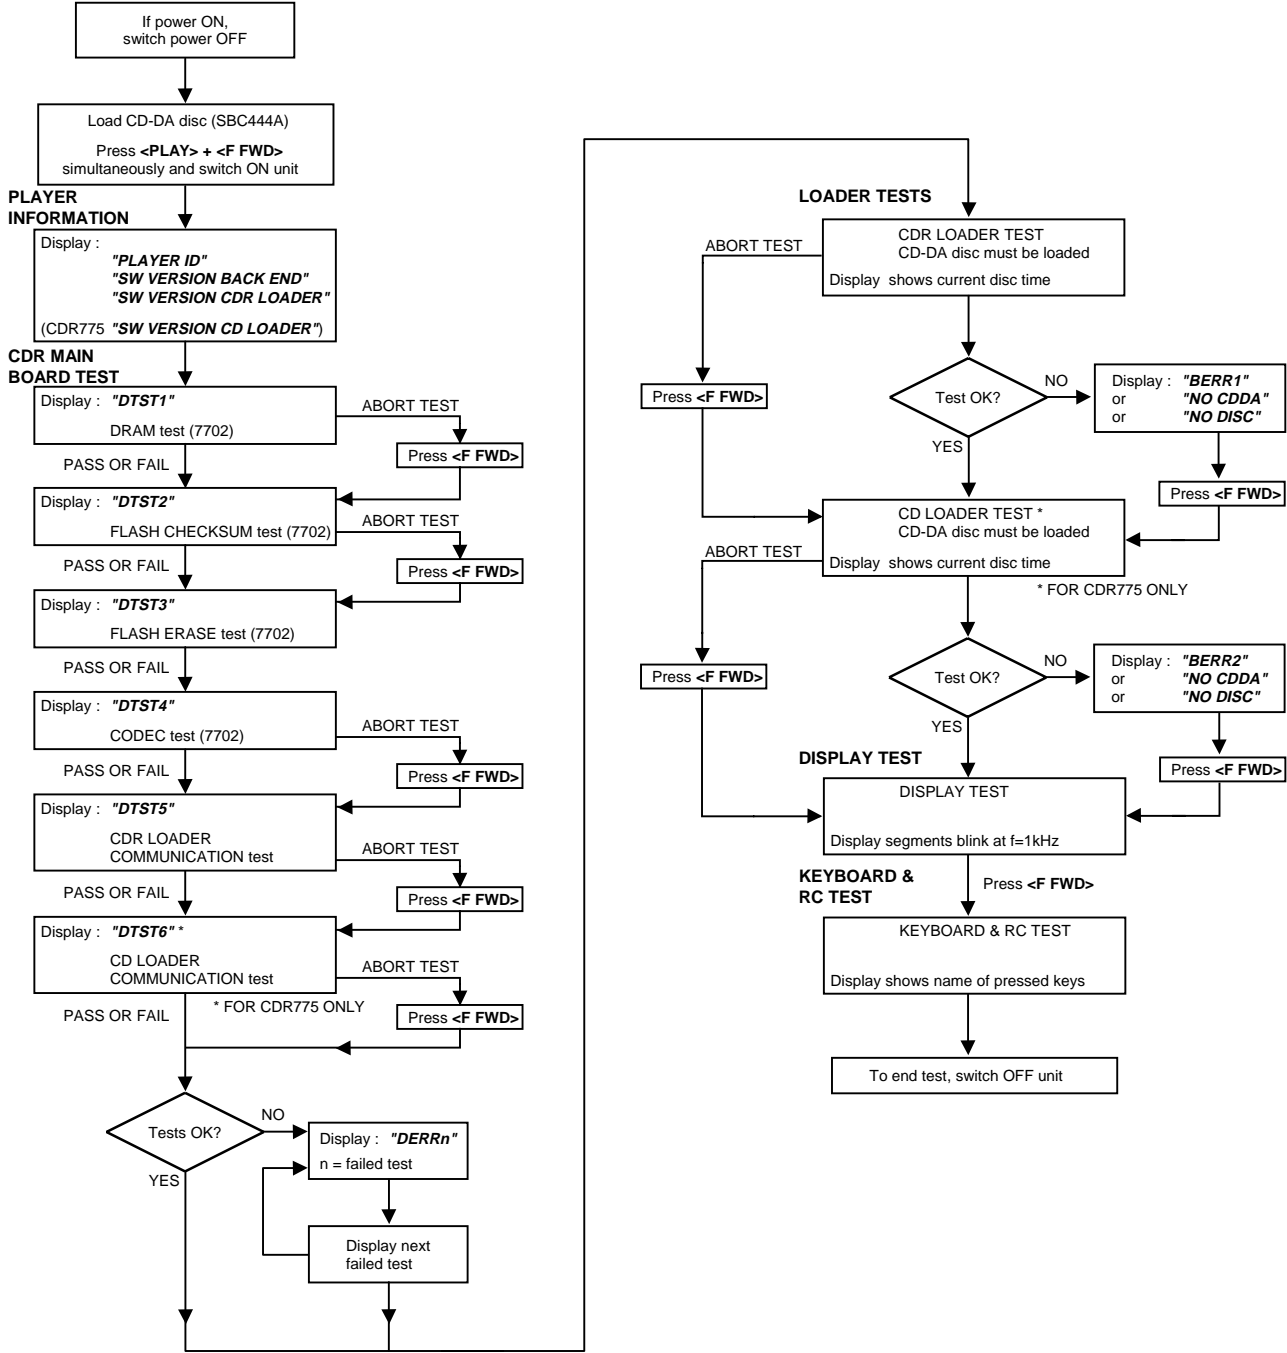 If power ON,
switch power OFF
Load CD-DA disc (SBC444A)
Press <PLAY> + <F FWD>
simultaneously and switch ON unit
PLAYER
INFORMATION
Display :
"PLAYER ID"
"SW VERSION BACK END"
"SW VERSION CDR LOADER"
(CDR775 "SW VERSION CD LOADER")
CDR MAIN
BOARD TEST
Display : "DTST1"
DRAM test (7702)
ABORT TEST
Press <F FWD>
PASS OR FAIL
Display : "DTST2"
FLASH CHECKSUM test (7702)
ABORT TEST
Press <F FWD>
PASS OR FAIL
Display : "DTST3"
FLASH ERASE test (7702)
PASS OR FAIL
Display : "DTST4"
CODEC test (7702)
ABORT TEST
Press <F FWD>
PASS OR FAIL
Display : "DTST5"
CDR LOADER
COMMUNICATION test
ABORT TEST
Press <F FWD>
PASS OR FAIL
Display : "DTST6" *
CD LOADER
COMMUNICATION test
ABORT TEST
* FOR CDR775 ONLY
Press <F FWD>
PASS OR FAIL
Tests OK?
NO
YES
Display : "DERRn"
n = failed test
Display next
failed test
LOADER TESTS
CDR LOADER TEST
CD-DA disc must be loaded
Display shows current disc time
ABORT TEST
Press <F FWD>
Test OK?
NO
YES
Display : "BERR1"
or "NO CDDA"
or "NO DISC"
Press <F FWD>
CD LOADER TEST *
CD-DA disc must be loaded
Display shows current disc time
* FOR CDR775 ONLY
ABORT TEST
Press <F FWD>
Test OK?
NO
YES
Display : "BERR2"
or "NO CDDA"
or "NO DISC"
Press <F FWD>
DISPLAY TEST
DISPLAY TEST
Display segments blink at f=1kHz
Press <F FWD>
KEYBOARD &
RC TEST
KEYBOARD & RC TEST
Display shows name of pressed keys
To end test, switch OFF unit